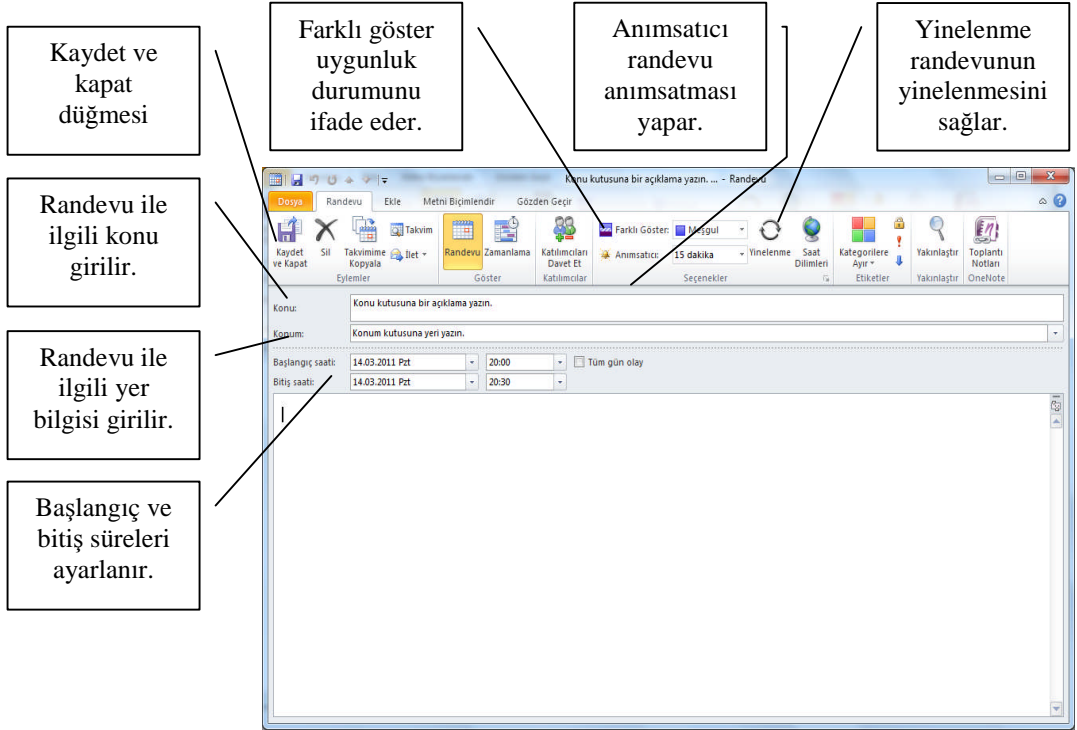 Kaydet ve
kapat
düğmesi
Farklı göster
uygunluk
durumunu
ifade eder.
Anımsatıcı
randevu
anımsatması
yapar.
Yinelenme
randevunun
yinelenmesini
sağlar.
Randevu ile
ilgili konu
girilir.
Randevu ile
ilgili yer
bilgisi girilir.
Başlangıç ve
bitiş süreleri
ayarlanır.
Konu kutusuna bir açıklama yazın. ... - Randevu
Dosya Randevu Ekle Metni Biçimlendir Gözden Geçir
Kaydet
ve Kapat
Sil
Takvimime
Kopyala
Takvim
İlet
Eylemler
Randevu
Zamanlama
Göster
Katılımcıları
Davet Et
Katılımcılar
Farklı Göster: Meşgul
Anımsatıcı: 15 dakika
Yinelenme
Saat
Dilimleri
Seçenekler
Kategorilere
Ayır
Etiketler
Yakınlaştır
Yakınlaştır
Toplantı
Notları
OneNote
Konu: Konu kutusuna bir açıklama yazın.
Konum: Konum kutusuna yeri yazın.
Başlangıç saati: 14.03.2011 Pzt 20:00 Tüm gün olay
Bitiş saati: 14.03.2011 Pzt 20:30